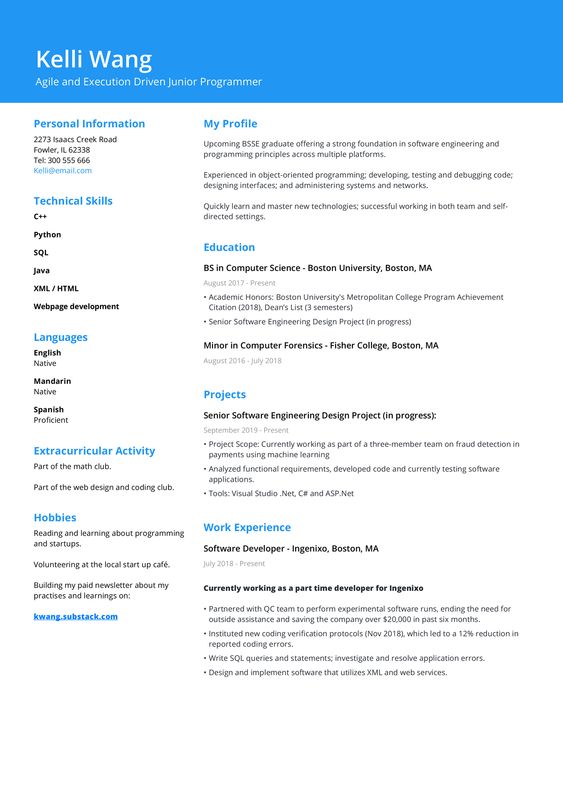 Kelli Wang
Agile and Execution Driven Junior Programmer
Personal Information
2273 Isaacs Creek Road
Fowler, IL 62338
Tel: 300 555 666
Kelli@email.com
Technical Skills
C++
Python
SQL
Java
XML / HTML
Webpage development
Languages
English
Native
Mandarin
Native
Spanish
Proficient
Extracurricular Activity
Part of the math club.
Part of the web design and coding club.
Hobbies
Reading and learning about programming
and startups.
Volunteering at the local start up café.
Building my paid newsletter about my
practises and learnings on:
kwang.substack.com
My Profile
Upcoming BSSE graduate offering a strong foundation in software engineering and
programming principles across multiple platforms.
Experienced in object-oriented programming; developing, testing and debugging code;
designing interfaces; and administering systems and networks.
Quickly learn and master new technologies; successful working in both team and self-
directed settings.
Education
BS in Computer Science - Boston University, Boston, MA
August 2017 - Present
• Academic Honors: Boston University's Metropolitan College Program Achievement
Citation (2018), Dean's List (3 semesters)
• Senior Software Engineering Design Project (in progress)
Minor in Computer Forensics - Fisher College, Boston, MA
August 2016 - July 2018
Projects
Senior Software Engineering Design Project (in progress):
September 2019 - Present
• Project Scope: Currently working as part of a three-member team on fraud detection in
payments using machine learning
• Analyzed functional requirements, developed code and currently testing software
applications.
• Tools: Visual Studio .Net, C# and ASP.Net
Work Experience
Software Developer - Ingenixo, Boston, MA
July 2018 - Present
Currently working as a part time developer for Ingenixo
• Partnered with QC team to perform experimental software runs, ending the need for
outside assistance and saving the company over $20,000 in past six months.
• Instituted new coding verification protocols (Nov 2018), which led to a 12% reduction in
reported coding errors.
• Write SQL queries and statements; investigate and resolve application errors.
• Design and implement software that utilizes XML and web services.